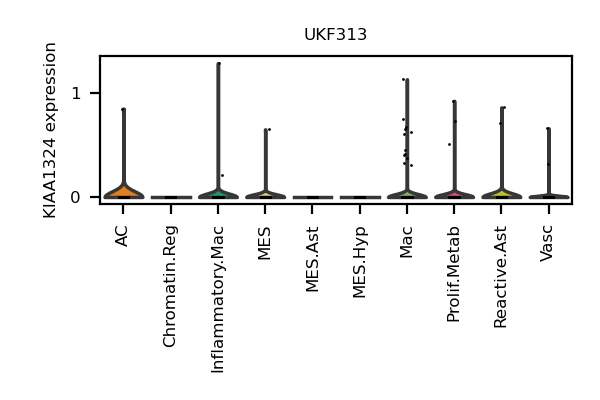 UKF313
KIAA1324 expression
1
0
AC
Chromatin.Reg
Inflammatory.Mac
MES
MES.Ast
MES.Hyp
Mac
Prolif.Metab
Reactive.Ast
Vasc